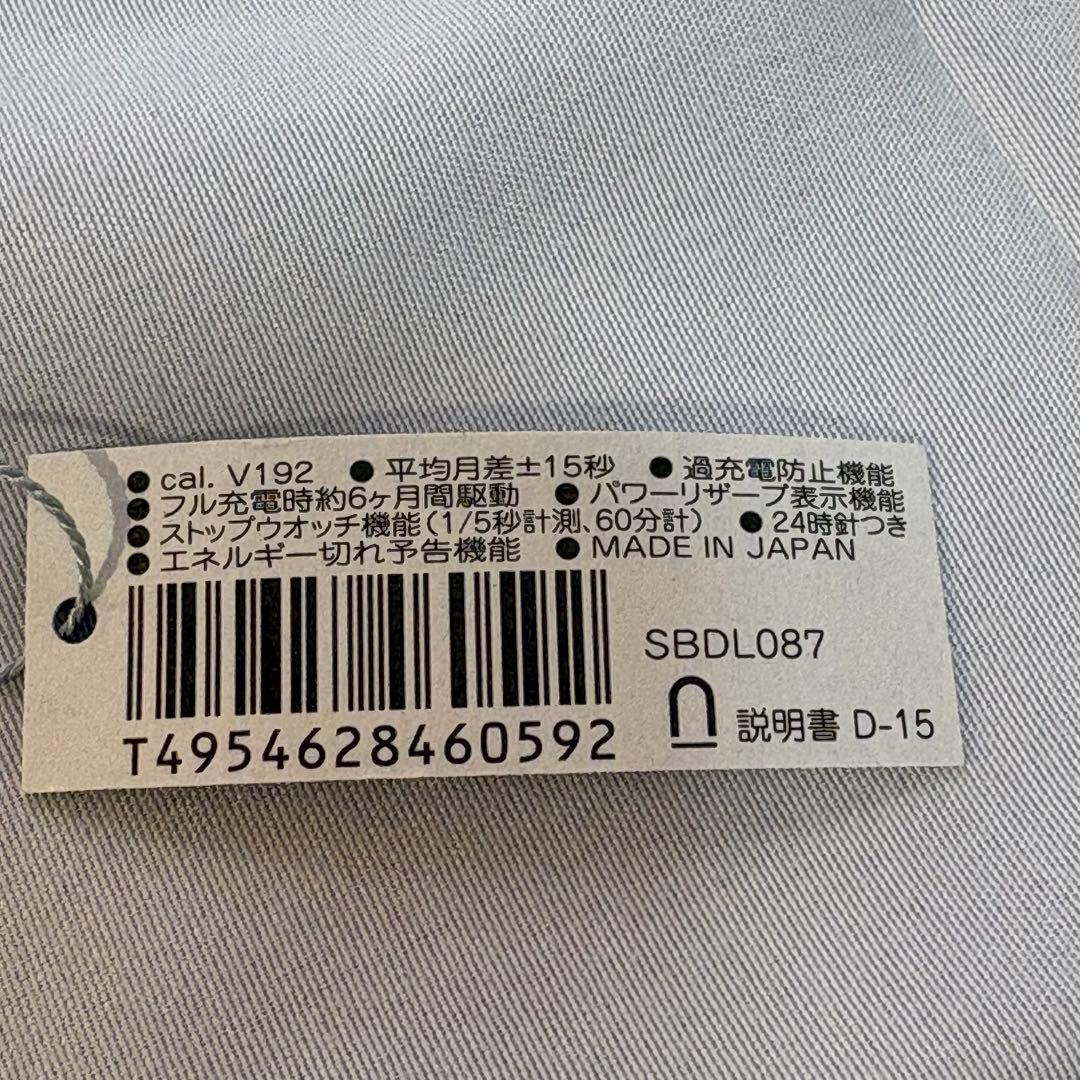 ● cal. V192 ● 平均月差±15秒 ● 過充電防止機能
● フル充電時約6ヶ月間駆動 ● パワーリザーブ表示機能
● ストップウオッチ機能(1/5秒計測、60分計) ● 24時針つき
● エネルギー切れ予告機能 ● MADE IN JAPAN
SBDL087
説明書 D-15
T4954628460592